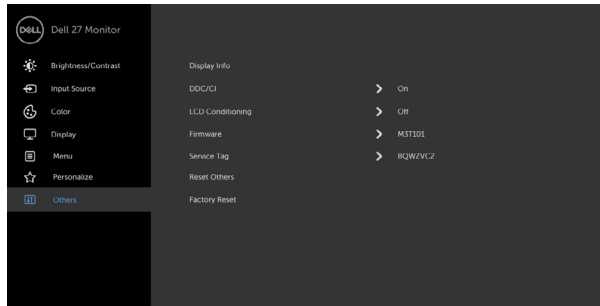 DELL Dell 27 Monitor
Brightness/Contrast Display Info
Input Source DDC/CI On
Color LCD Conditioning Off
Display Firmware M3T101
Menu Service Tag BQWZVC2
Personalize Reset Others
Others Factory Reset